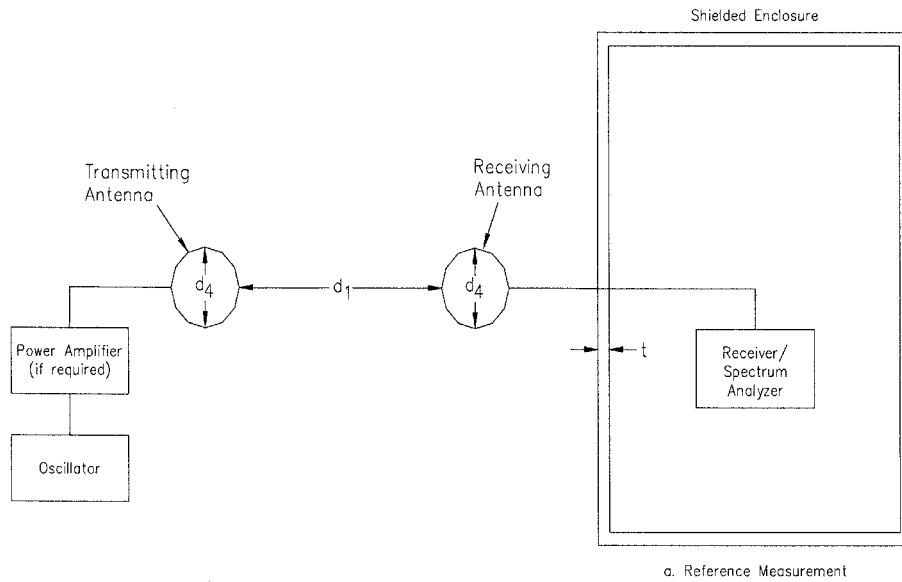 Shielded Enclosure
Transmitting
Antenna
Receiving
Antenna
d4
d1
d4
t
Power Amplifier
(if required)
Receiver/
Spectrum
Analyzer
Oscillator
a. Reference Measurement